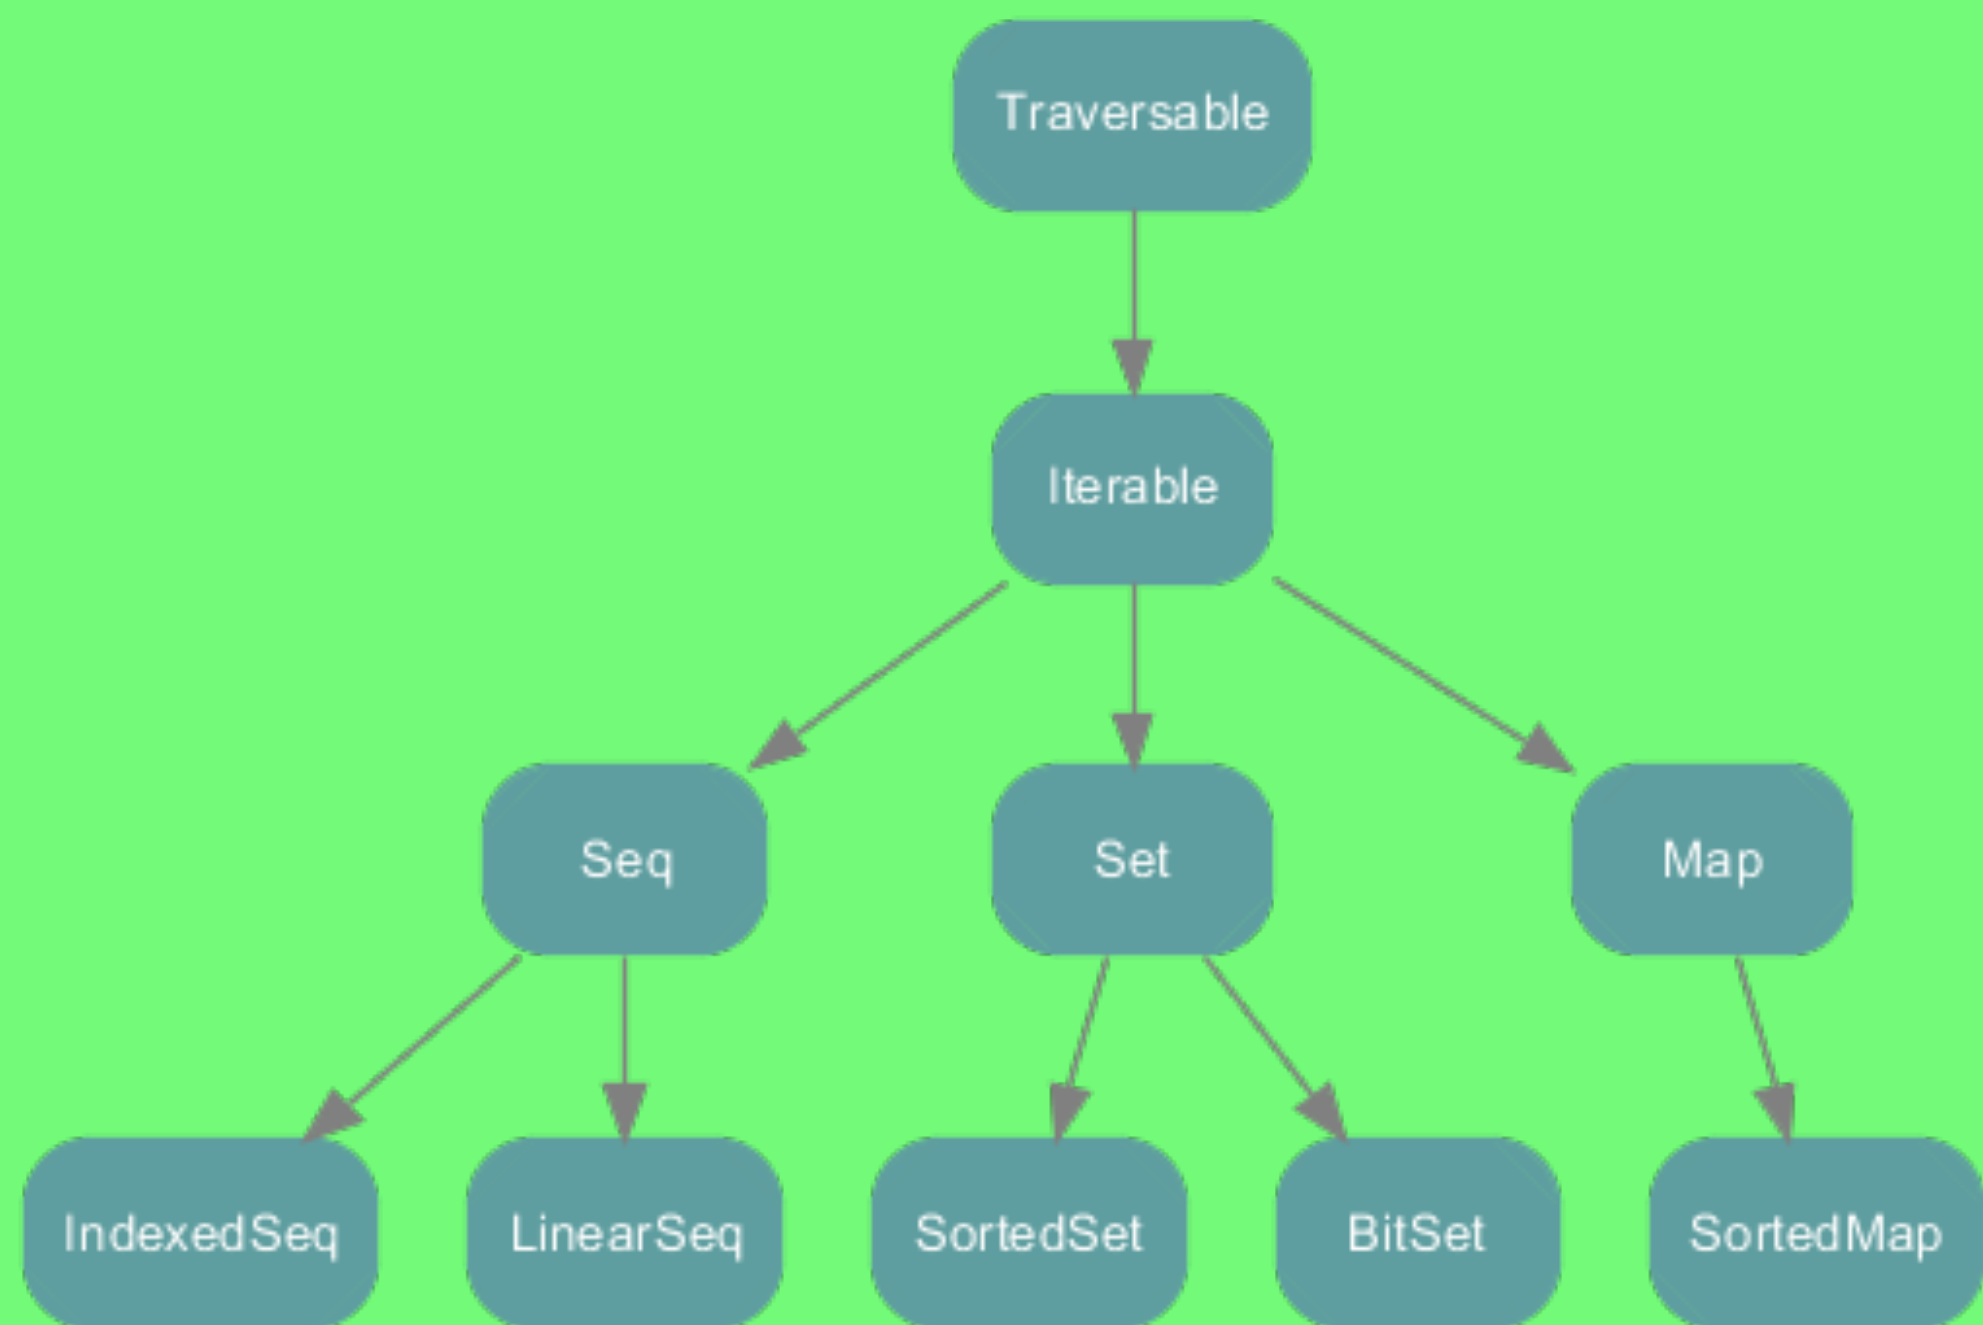 Traversable
Iterable
Seq
Set
Map
IndexedSeq
LinearSeq
SortedSet
BitSet
SortedMap